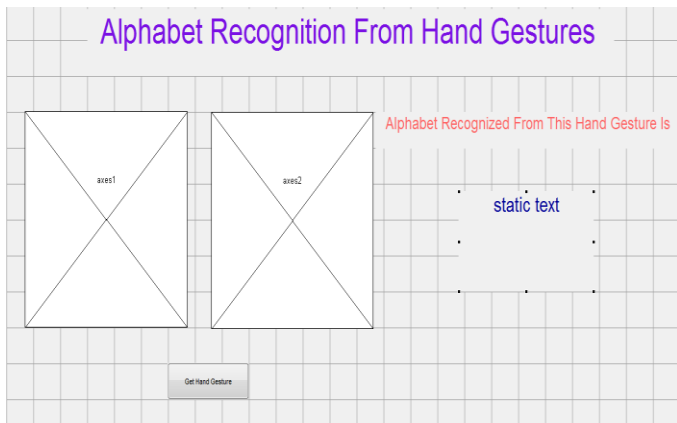 Alphabet Recognition From Hand Gestures
Alphabet Recognized From This Hand Gesture Is
axes1
axes2
static text
Get Hand Gesture